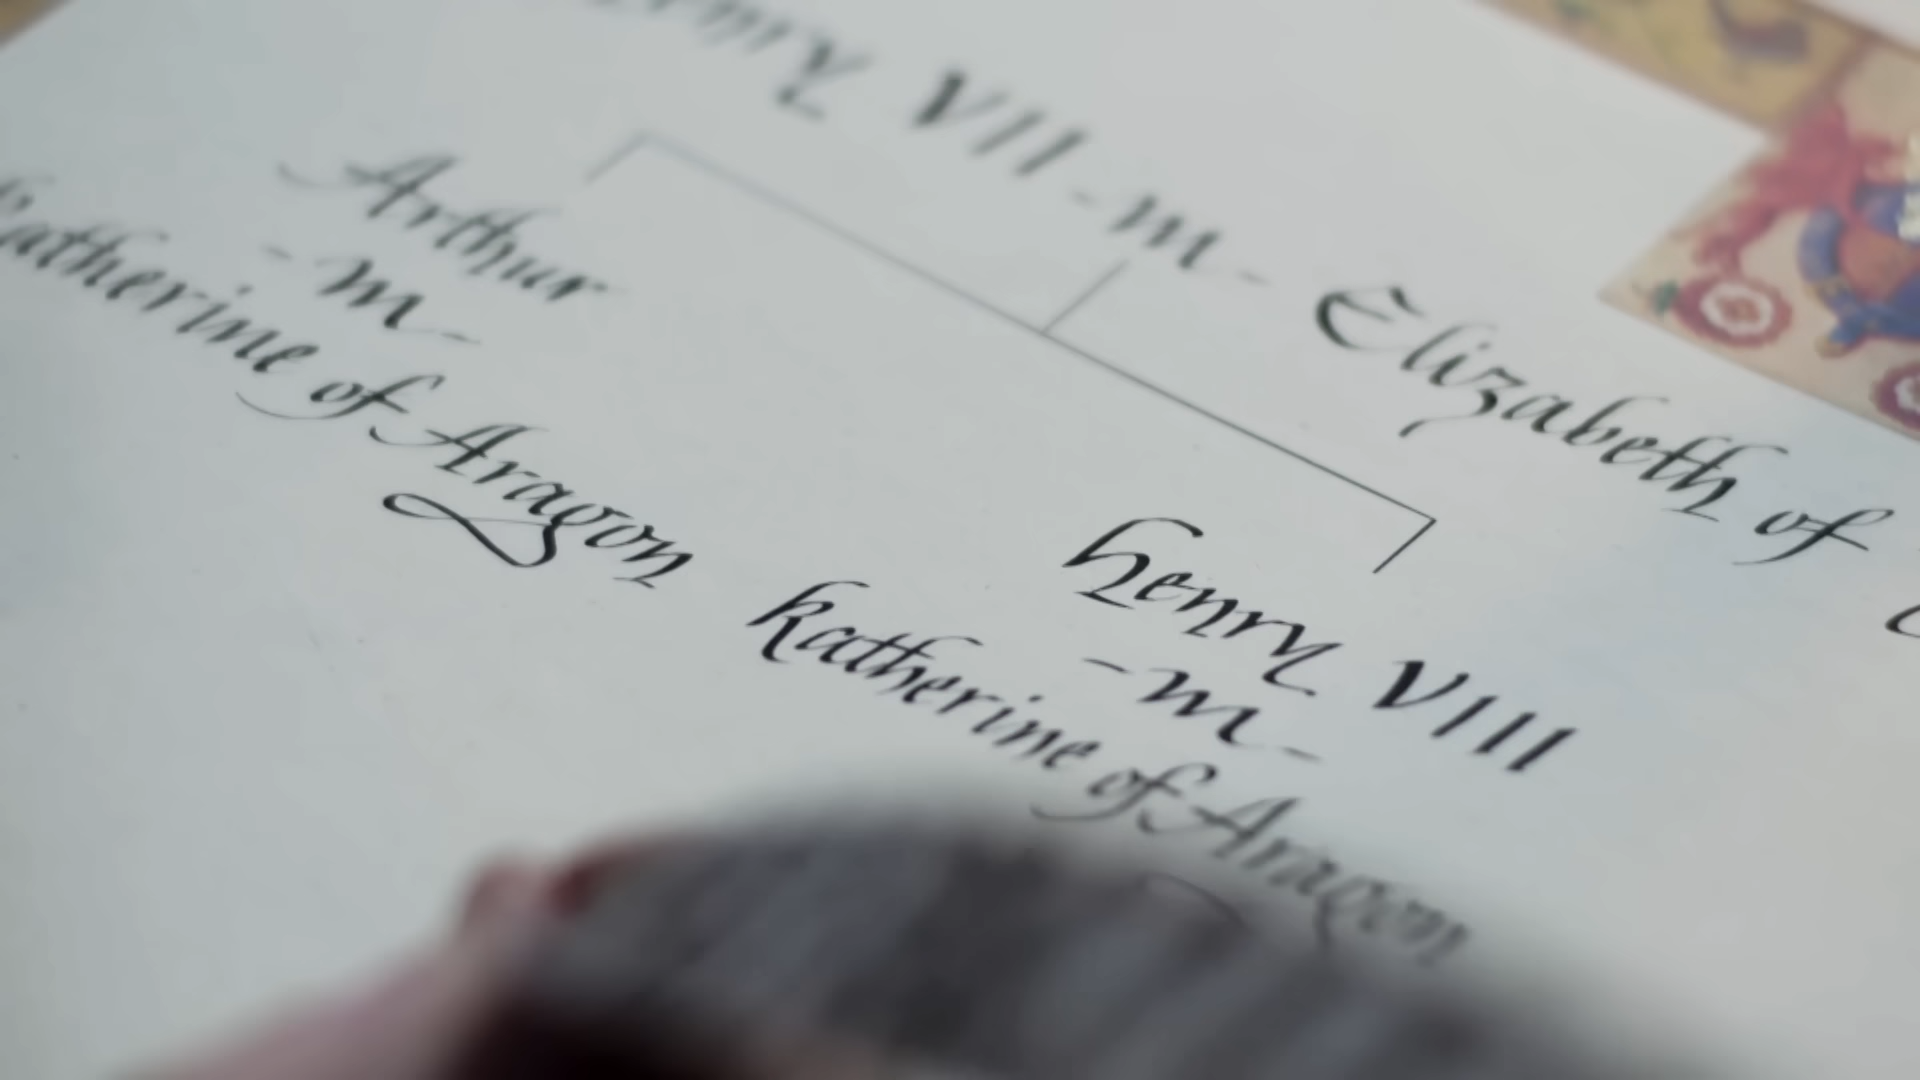 Henry VII -m- Elizabeth of
Arthur
-m-
Katherine of Aragon
Henry VIII
-m-
Katherine of Aragon